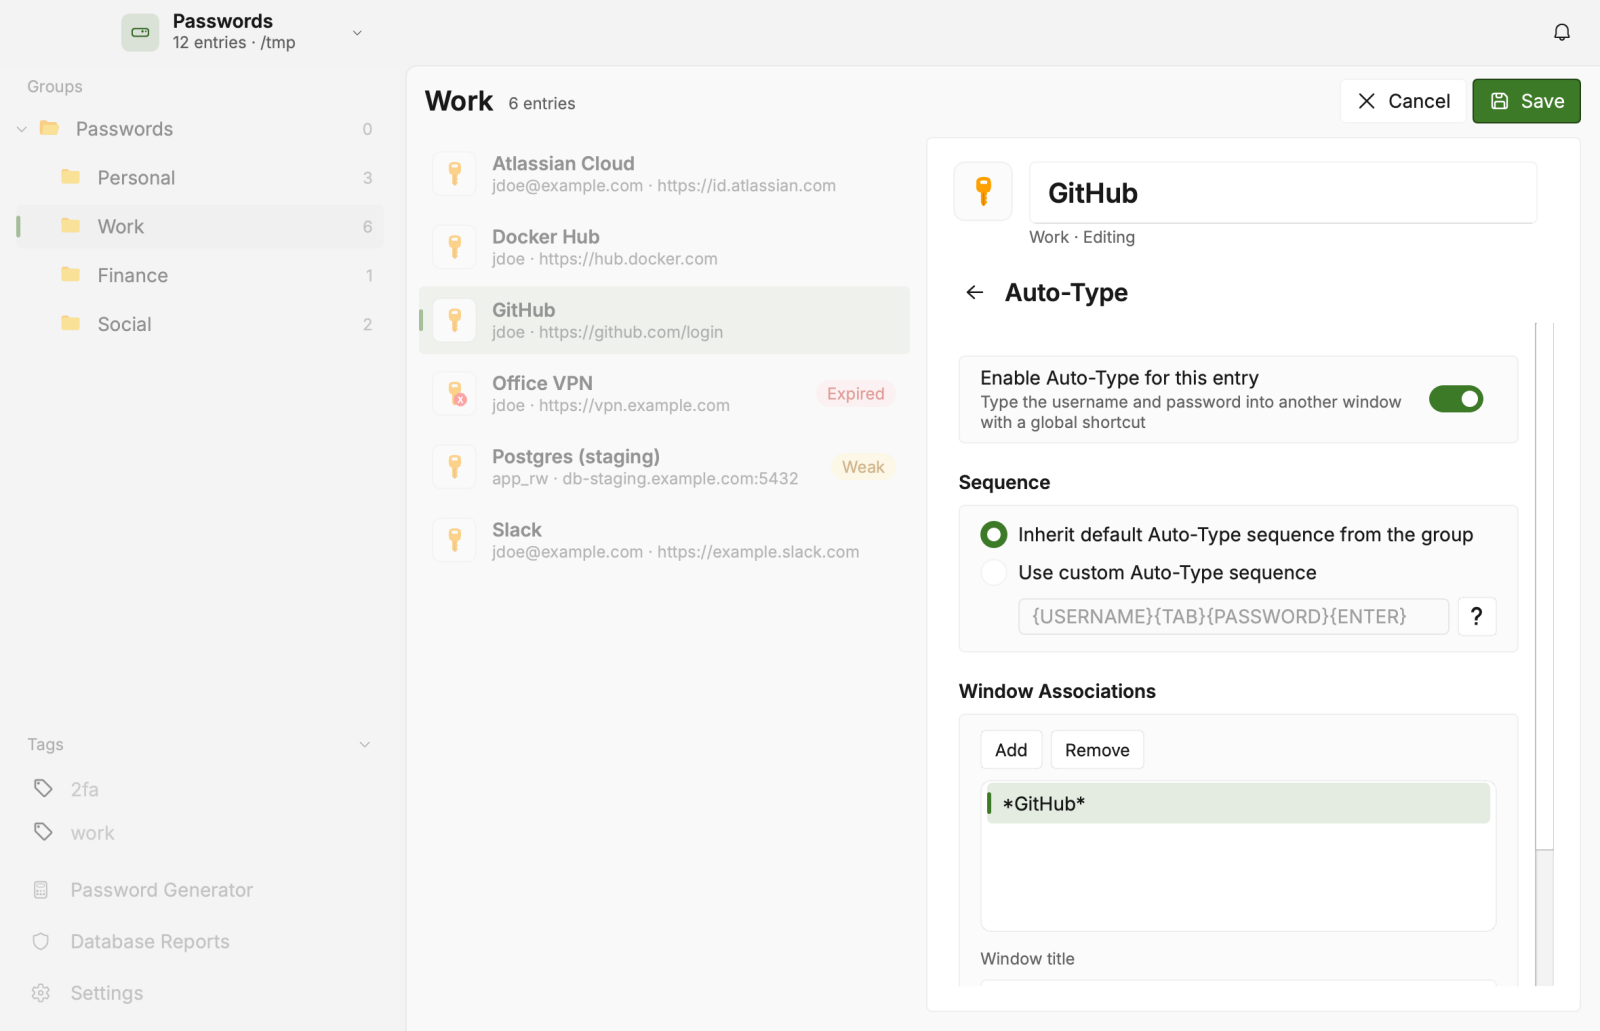 Passwords
12 entries · /tmp
Groups
Passwords 0
Personal 3
Work 6
Finance 1
Social 2
Tags
2fa
work
Password Generator
Database Reports
Settings
Work 6 entries
Cancel
Save
Atlassian Cloud
jdoe@example.com · https://id.atlassian.com
Docker Hub
jdoe · https://hub.docker.com
GitHub
jdoe · https://github.com/login
Office VPN
jdoe · https://vpn.example.com
Expired
Postgres (staging)
app_rw · db-staging.example.com:5432
Weak
Slack
jdoe@example.com · https://example.slack.com
GitHub
Work · Editing
Auto-Type
Enable Auto-Type for this entry
Type the username and password into another window
with a global shortcut
Sequence
Inherit default Auto-Type sequence from the group
Use custom Auto-Type sequence
{USERNAME}{TAB}{PASSWORD}{ENTER}
?
Window Associations
Add
Remove
*GitHub*
Window title